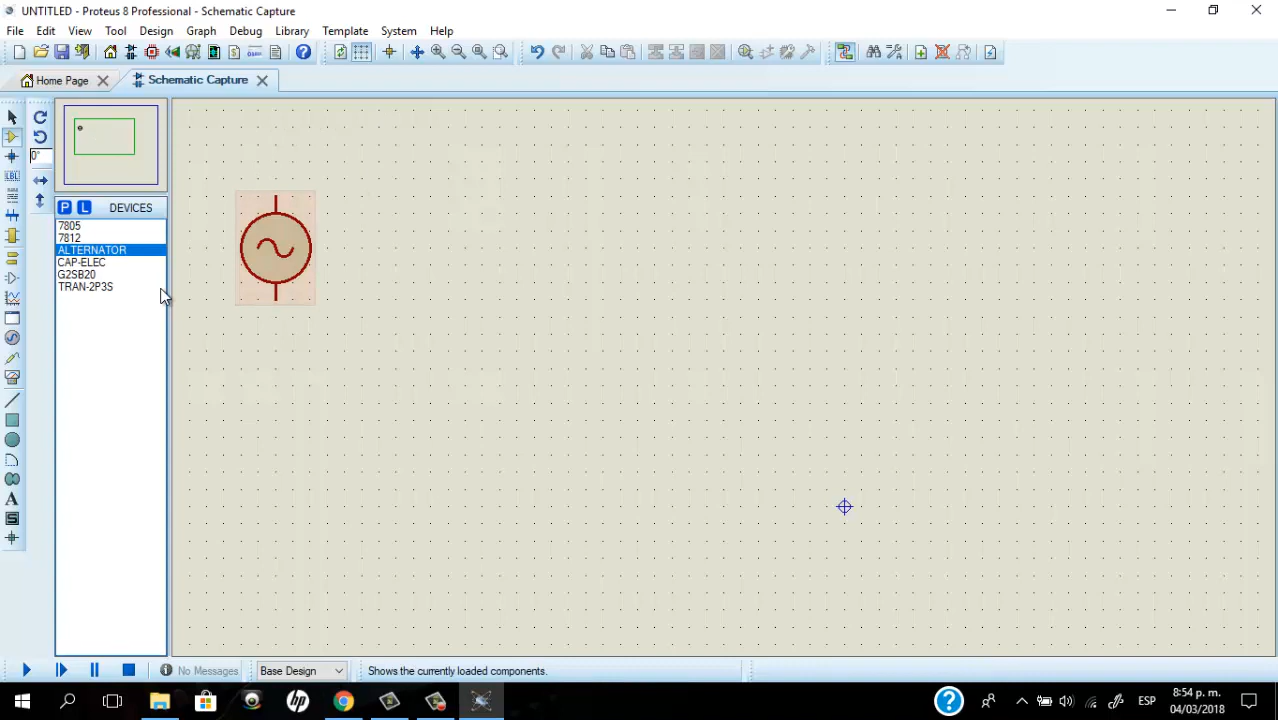 UNTITLED - Proteus 8 Professional - Schematic Capture
File Edit View Tool Design Graph Debug Library Template System Help
Home Page
Schematic Capture
0°
P L DEVICES
7805
7812
ALTERNATOR
CAP-ELEC
G2SB20
TRAN-2P3S
LBL
A
S
No Messages
Base Design
Shows the currently loaded components.
ESP
8:54 p. m.
04/03/2018